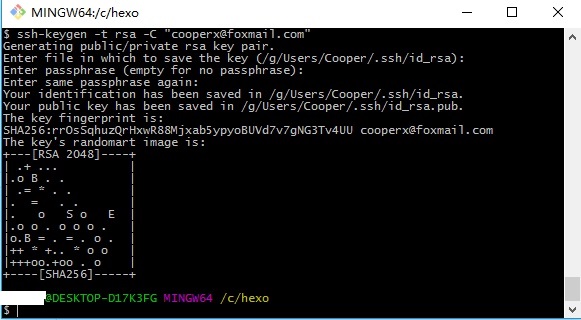 MINGW64:/c/hexo
$ ssh-keygen -t rsa -C "cooperx@foxmail.com"
Generating public/private rsa key pair.
Enter file in which to save the key (/g/Users/Cooper/.ssh/id_rsa):
Enter passphrase (empty for no passphrase):
Enter same passphrase again:
Your identification has been saved in /g/Users/Cooper/.ssh/id_rsa.
Your public key has been saved in /g/Users/Cooper/.ssh/id_rsa.pub.
The key fingerprint is:
SHA256:rrOsSqhuzQrHxwR88Mjxab5ypyoBUVd7v7gNG3Tv4UU cooperx@foxmail.com
The key's randomart image is:
+---[RSA 2048]----+
| .+ ...          |
|.o B . .         |
| .= * . .        |
|.  =   . .       |
|.   o   S o   E  |
|.o o . o o o .   |
|o.B = . = . o .  |
|++ * +.. * o o   |
|+++oo.+oo . o    |
+----[SHA256]-----+
@DESKTOP-D17K3FG MINGW64 /c/hexo
$